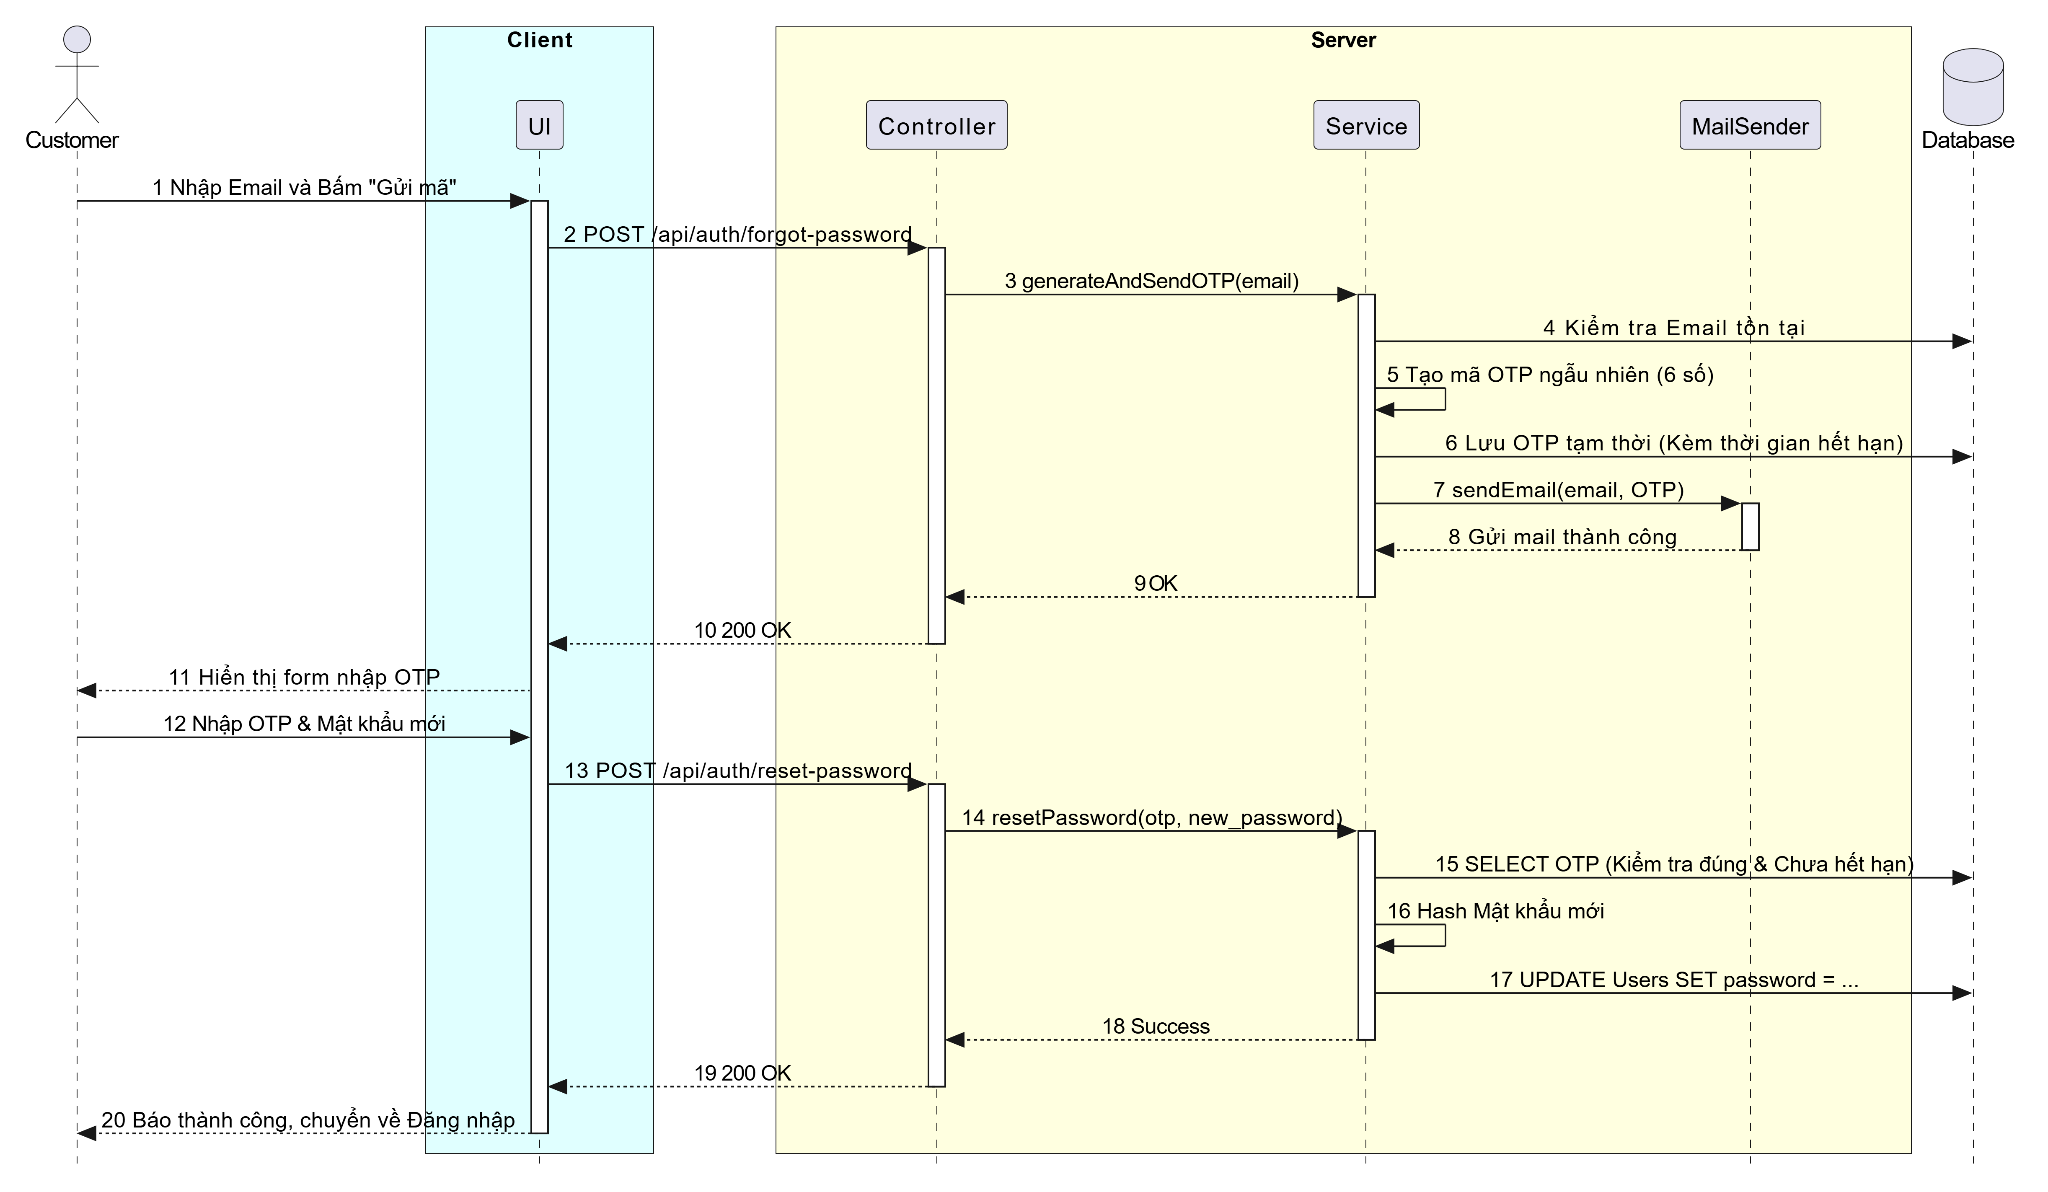 Client
Server
Customer
UI
Controller
Service
MailSender
Database
1 Nhập Email và Bấm "Gửi mã"
2 POST /api/auth/forgot-password
3 generateAndSendOTP(email)
4 Kiểm tra Email tồn tại
5 Tạo mã OTP ngẫu nhiên (6 số)
6 Lưu OTP tạm thời (Kèm thời gian hết hạn)
7 sendEmail(email, OTP)
8 Gửi mail thành công
9 OK
10 200 OK
11 Hiển thị form nhập OTP
12 Nhập OTP & Mật khẩu mới
13 POST /api/auth/reset-password
14 resetPassword(otp, new_password)
15 SELECT OTP (Kiểm tra đúng & Chưa hết hạn)
16 Hash Mật khẩu mới
17 UPDATE Users SET password = ...
18 Success
19 200 OK
20 Báo thành công, chuyển về Đăng nhập